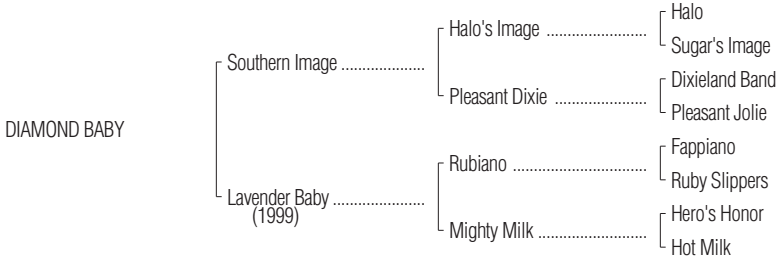 Halo
Halo's Image ........................
Sugar's Image
Southern Image ....................
Dixieland Band
Pleasant Dixie ......................
Pleasant Jolie
DIAMOND BABY
Fappiano
Rubiano ................................
Ruby Slippers
Lavender Baby ......................
(1999)
Hero's Honor
Mighty Milk ..........................
Hot Milk